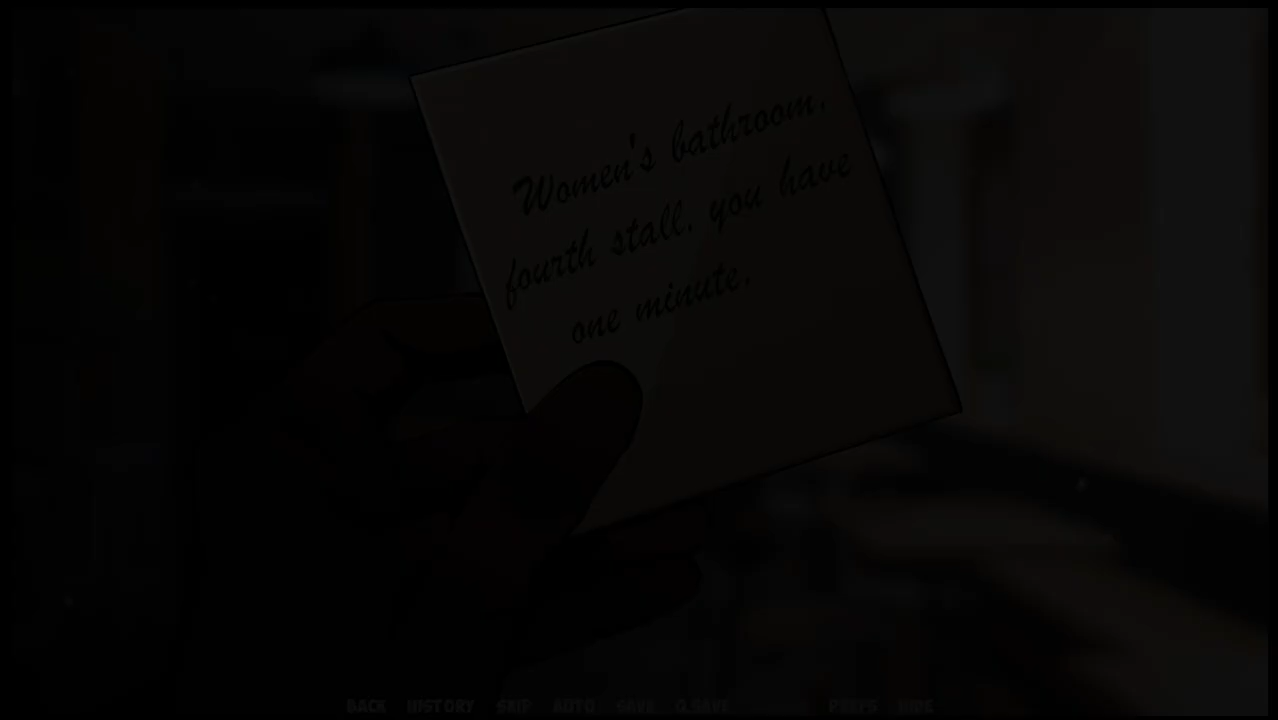 Women's bathroom,
fourth stall, you have
one minute.
BACK HISTORY SKIP AUTO SAVE Q.SAVE PREFS HIDE